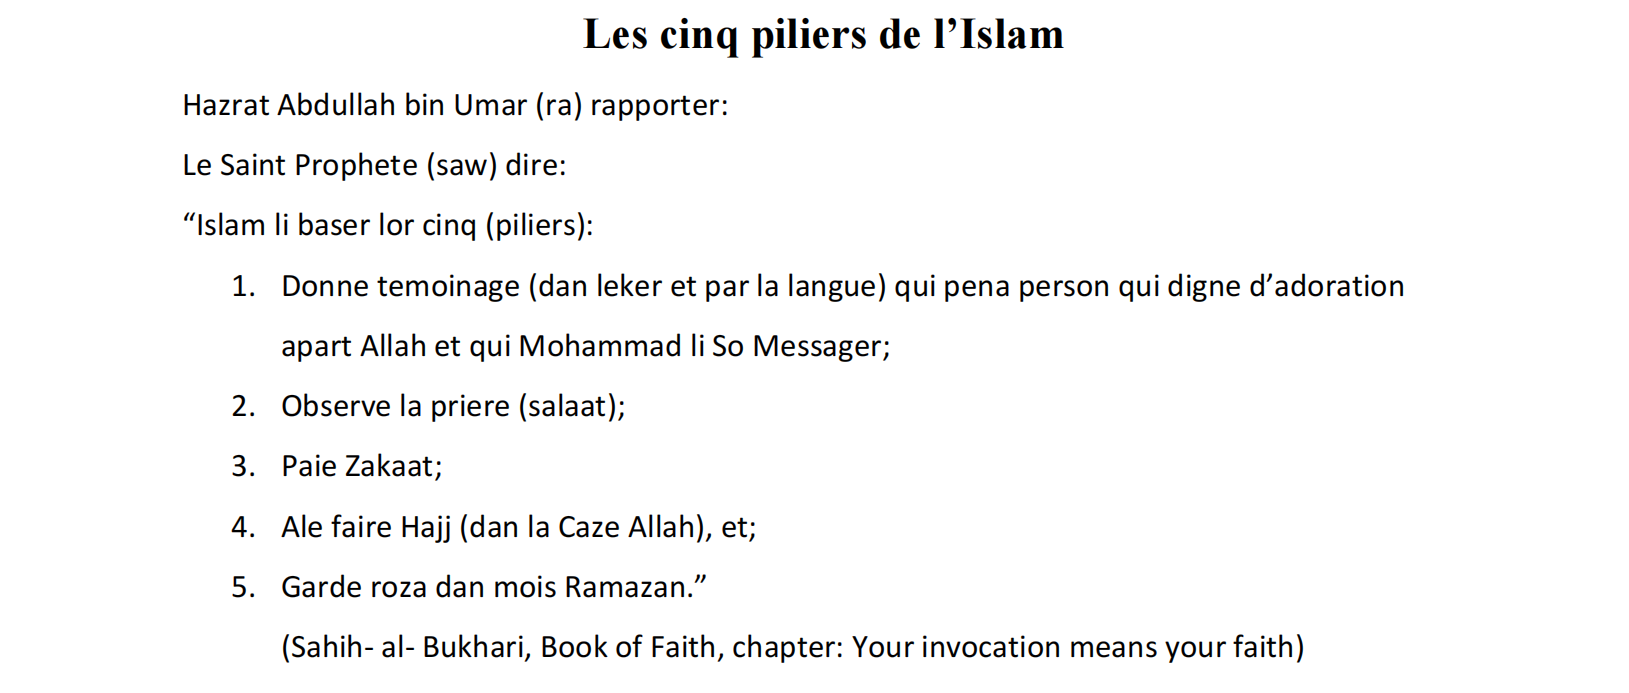 Les cinq piliers de l’Islam
Hazrat Abdullah bin Umar (ra) rapporter:
Le Saint Prophete (saw) dire:
“Islam li baser lor cinq (piliers):
1. Donne temoinage (dan leker et par la langue) qui pena person qui digne d’adoration
apart Allah et qui Mohammad li So Messager;
2. Observe la priere (salaat);
3. Paie Zakaat;
4. Ale faire Hajj (dan la Caze Allah), et;
5. Garde roza dan mois Ramazan.”
(Sahih- al- Bukhari, Book of Faith, chapter: Your invocation means your faith)